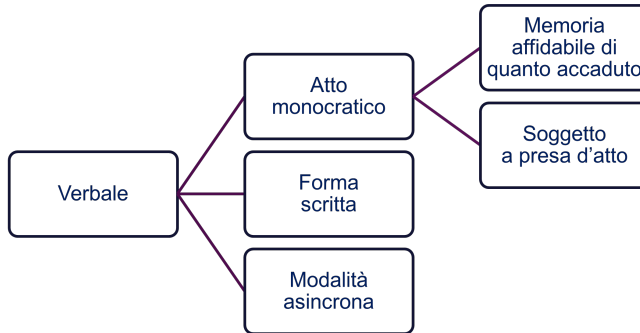 Verbale
Atto
monocratico
Forma
scritta
Modalità
asincrona
Memoria
affidabile di
quanto accaduto
Soggetto
a presa d'atto